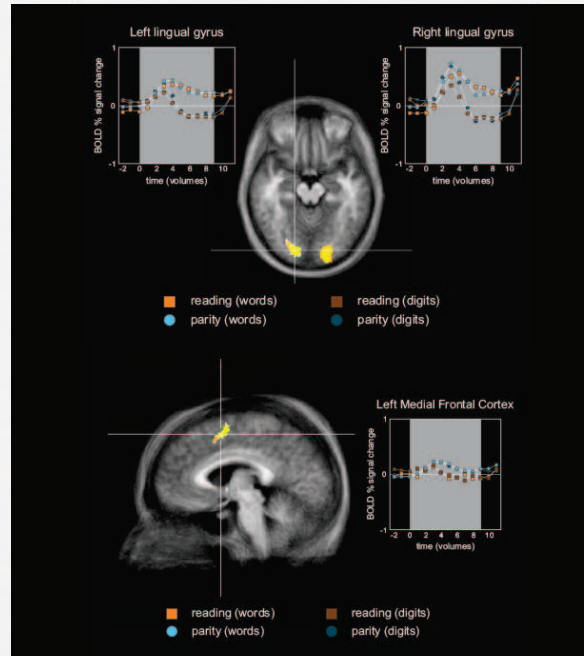 Left lingual gyrus
Right lingual gyrus
1
0
-1
BOLD % signal change
-2 0 2 4 6 8 10
time (volumes)
1
0
-1
BOLD % signal change
-2 0 2 4 6 8 10
time (volumes)
reading (words)
reading (digits)
parity (words)
parity (digits)
Left Medial Frontal Cortex
1
0
-1
BOLD % signal change
-2 0 2 4 6 8 10
time (volumes)
reading (words)
reading (digits)
parity (words)
parity (digits)